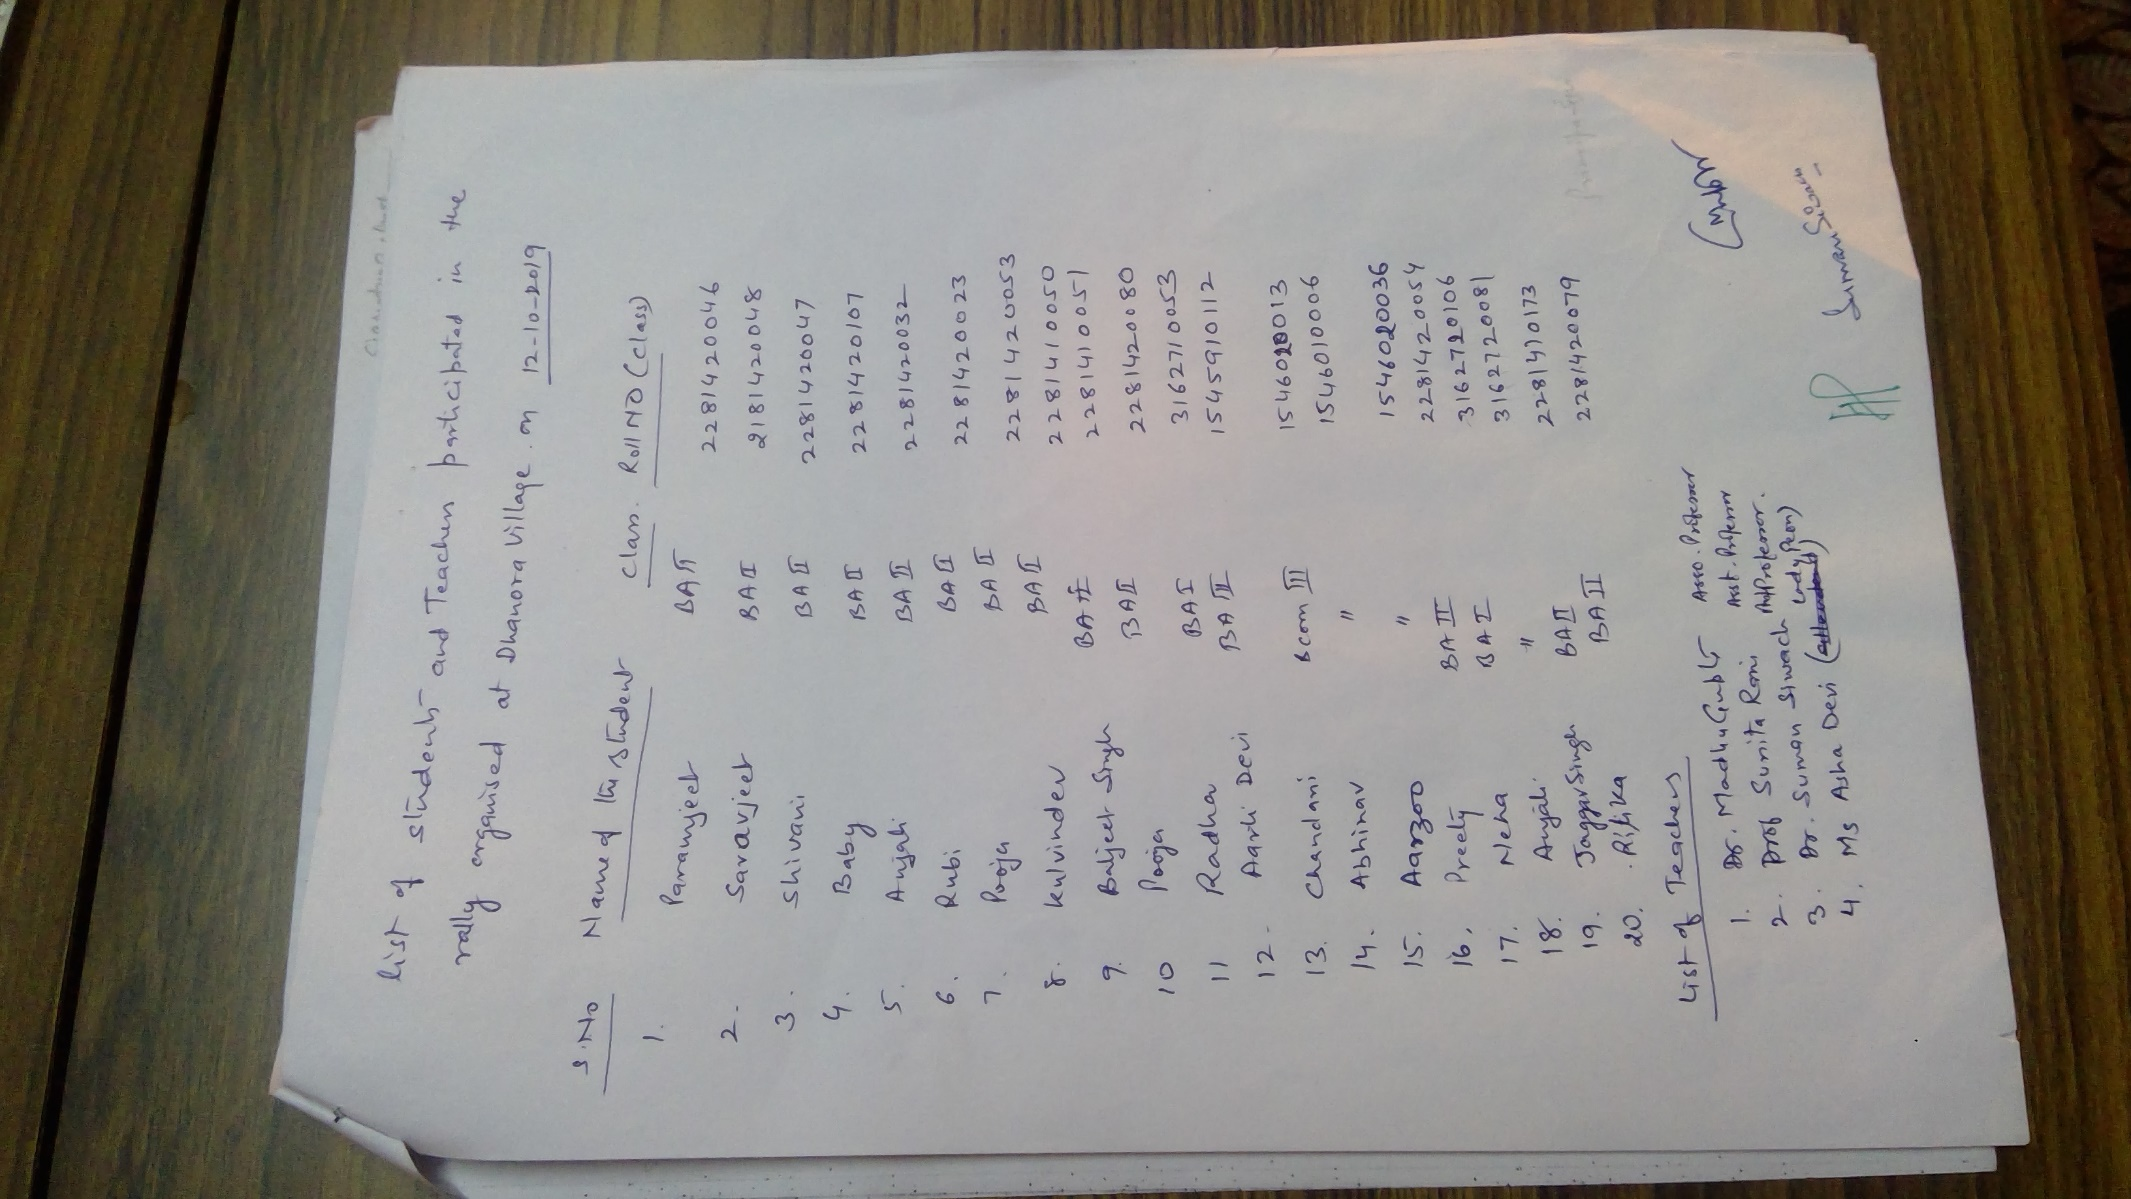 List of students and Teachers participated in the
rally organised at Dhanora Village on 12-10-2019
S.No Name of the student Class. Roll NO (Class)
1. Paramjeet BA II 2281420046
2. Saravjeet BA I 2181420048
3. Shivani BA II 2281420047
4. Baby BA II 2281420107
5. Anjali BA II 2281420032
6. Rubi BA II 2281420023
7. Pooja BA II 2281420053
8. Kulvinder BA II 2281410050
9. Baljeet Singh BA II 2281410051
10 Pooja BA II 2281420080
11 Radha BA I 3162710053
12. Aarti Devi BA III 1545910112
13. Chandani Bcom III 1546020013
14. Abhinav " 1546010006
15. Aarzoo " 1546020036
16. Preety BA II 2281420054
17. Neha BA I 3162720106
18. Anjali " 3162720081
19. Jaggar Singh BA II 2281410173
20. Ritika BA II 2281420079
List of Teachers
1. Dr. Madhu Gupta Asso. Professor
2. Prof Sunita Rani Asst. Professor
3. Dr. Suman Siwach Asst Professor.
4. Ms Asha Devi (Lady Peon)
Suman Siwach